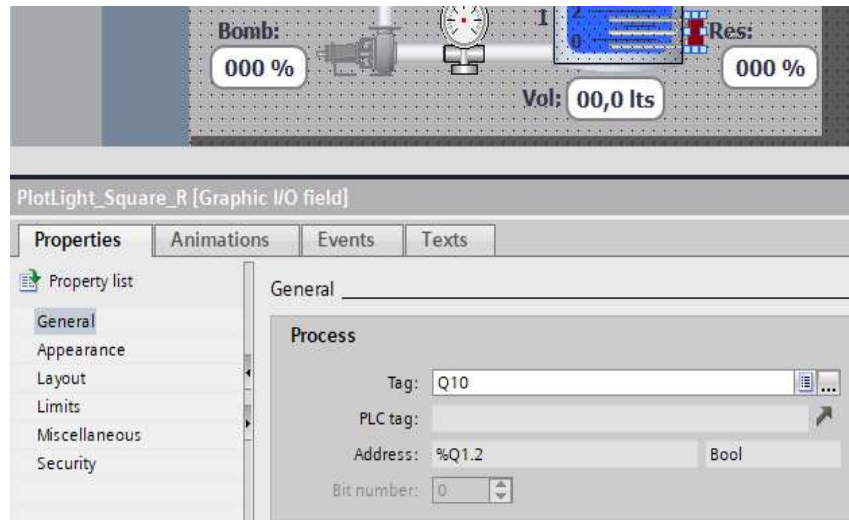 2
1
0
Bomb:
Res:
000 %
000 %
Vol: 00,0 lts
PlotLight_Square_R [Graphic I/O field]
Properties Animations Events Texts
Property list
General
Appearance
Layout
Limits
Miscellaneous
Security
General
Process
Tag: Q10
...
PLC tag:
Address: %Q1.2 Bool
Bit number: 0